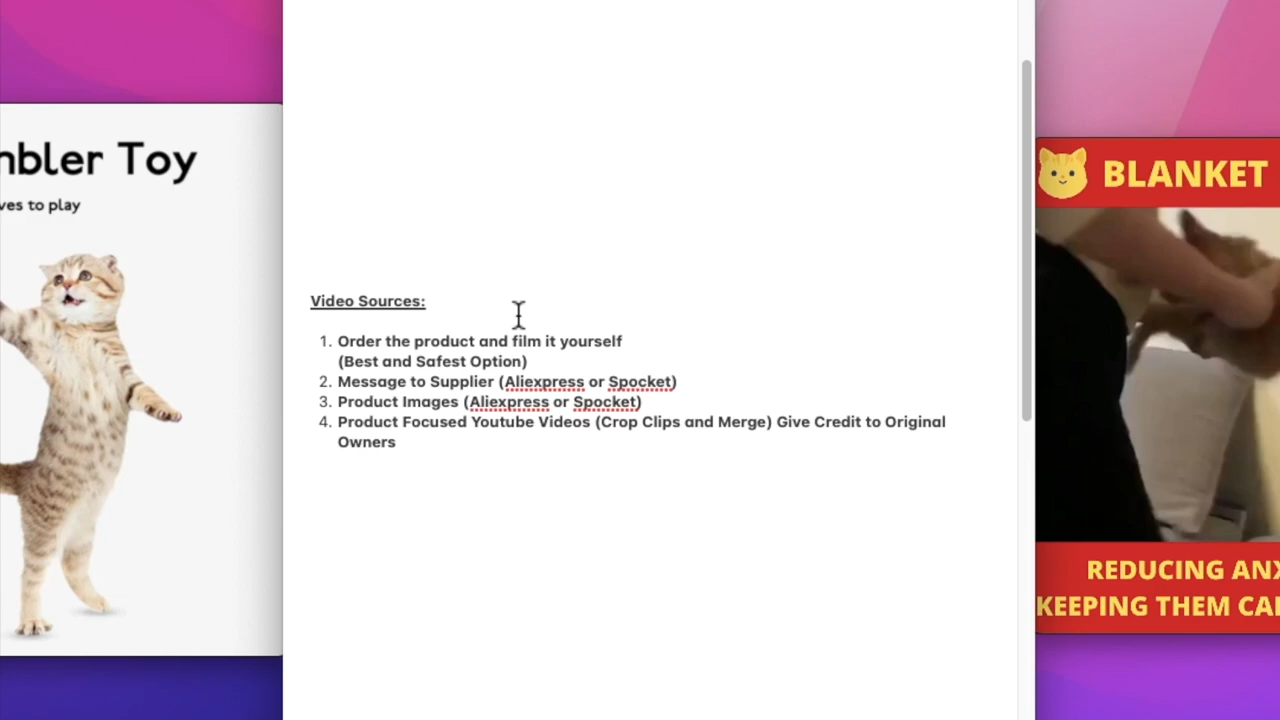 mbler Toy
ves to play
Video Sources:
1. Order the product and film it yourself
(Best and Safest Option)
2. Message to Supplier (Aliexpress or Spocket)
3. Product Images (Aliexpress or Spocket)
4. Product Focused Youtube Videos (Crop Clips and Merge) Give Credit to Original
Owners
BLANKET
REDUCING ANX
KEEPING THEM CAL